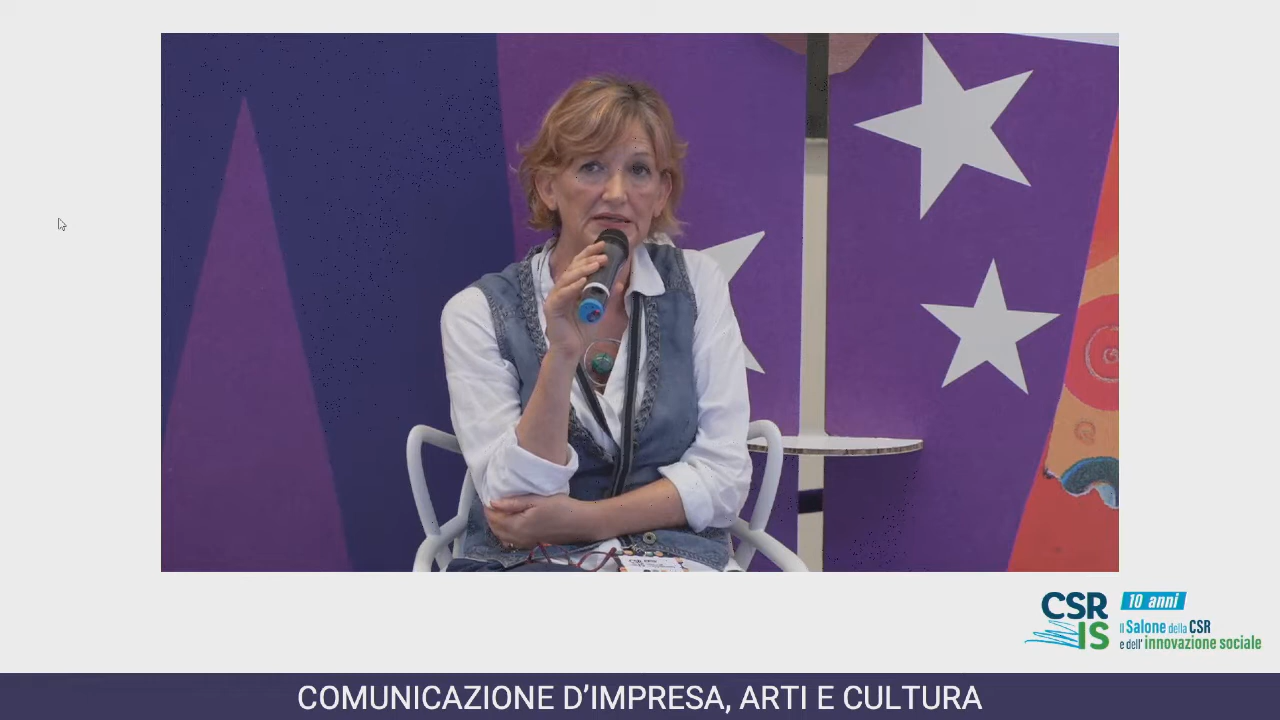 CSR
IS
10 anni
il Salone della CSR
e dell'innovazione sociale
COMUNICAZIONE D'IMPRESA, ARTI E CULTURA